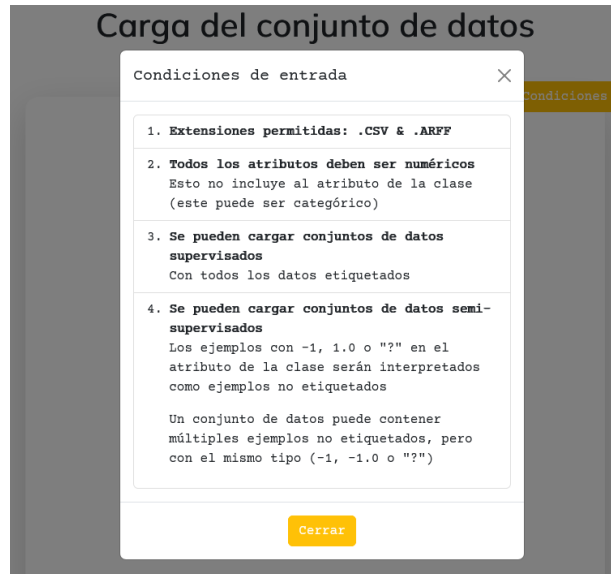 Carga del conjunto de datos
Condiciones de entrada
Condiciones
1. Extensiones permitidas: .CSV & .ARFF
2. Todos los atributos deben ser numéricos
Esto no incluye al atributo de la clase
(este puede ser categórico)
3. Se pueden cargar conjuntos de datos
supervisados
Con todos los datos etiquetados
4. Se pueden cargar conjuntos de datos semi-
supervisados
Los ejemplos con -1, 1.0 o "?" en el
atributo de la clase serán interpretados
como ejemplos no etiquetados
Un conjunto de datos puede contener
múltiples ejemplos no etiquetados, pero
con el mismo tipo (-1, -1.0 o "?")
Cerrar